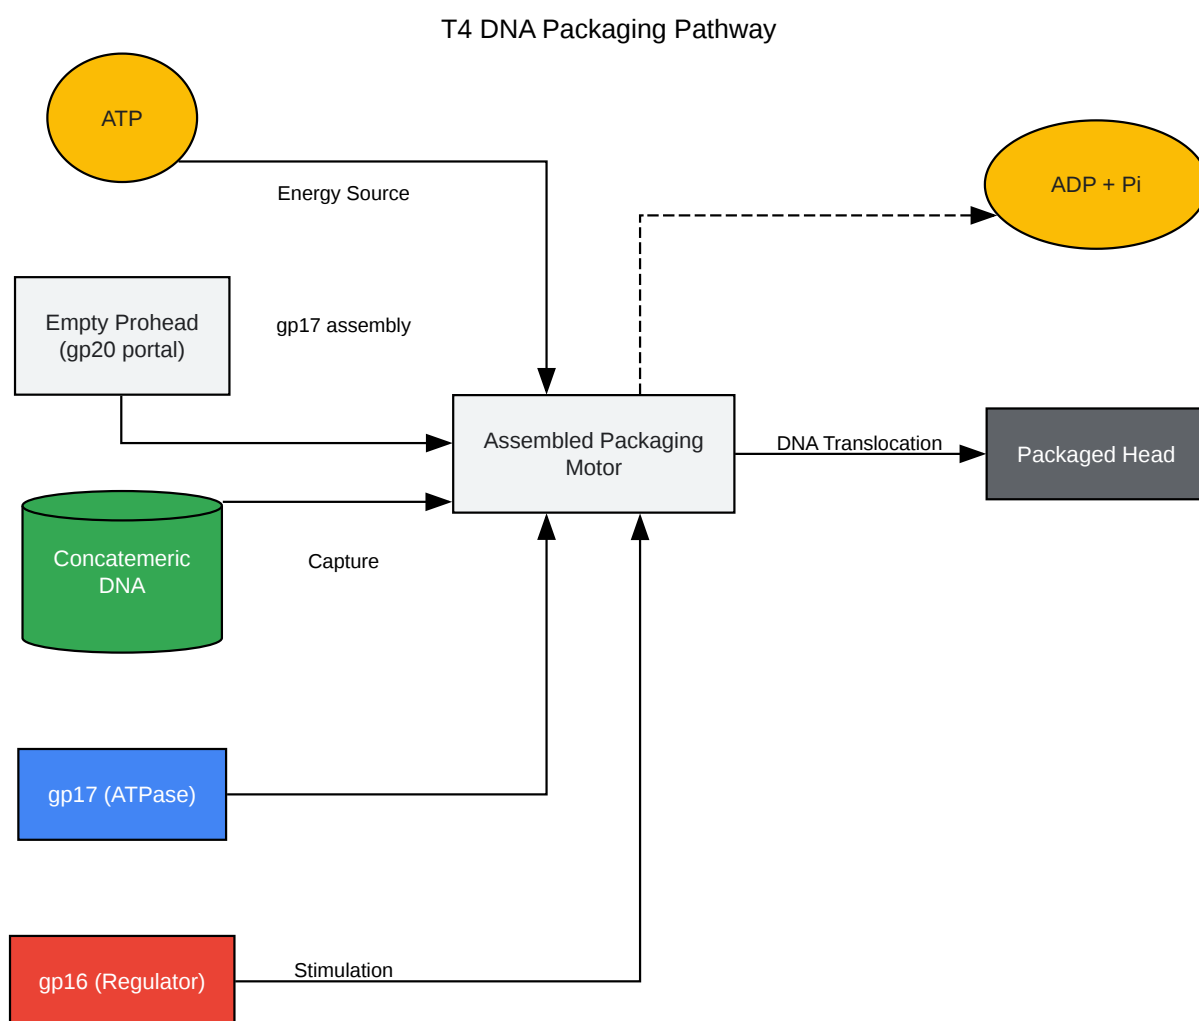 T4 DNA Packaging Pathway
ATP
Energy Source
ADP + Pi
Empty Prohead
(gp20 portal)
gp17 assembly
Assembled Packaging
Motor
DNA Translocation
Packaged Head
Concatemeric
DNA
Capture
gp17 (ATPase)
gp16 (Regulator)
Stimulation